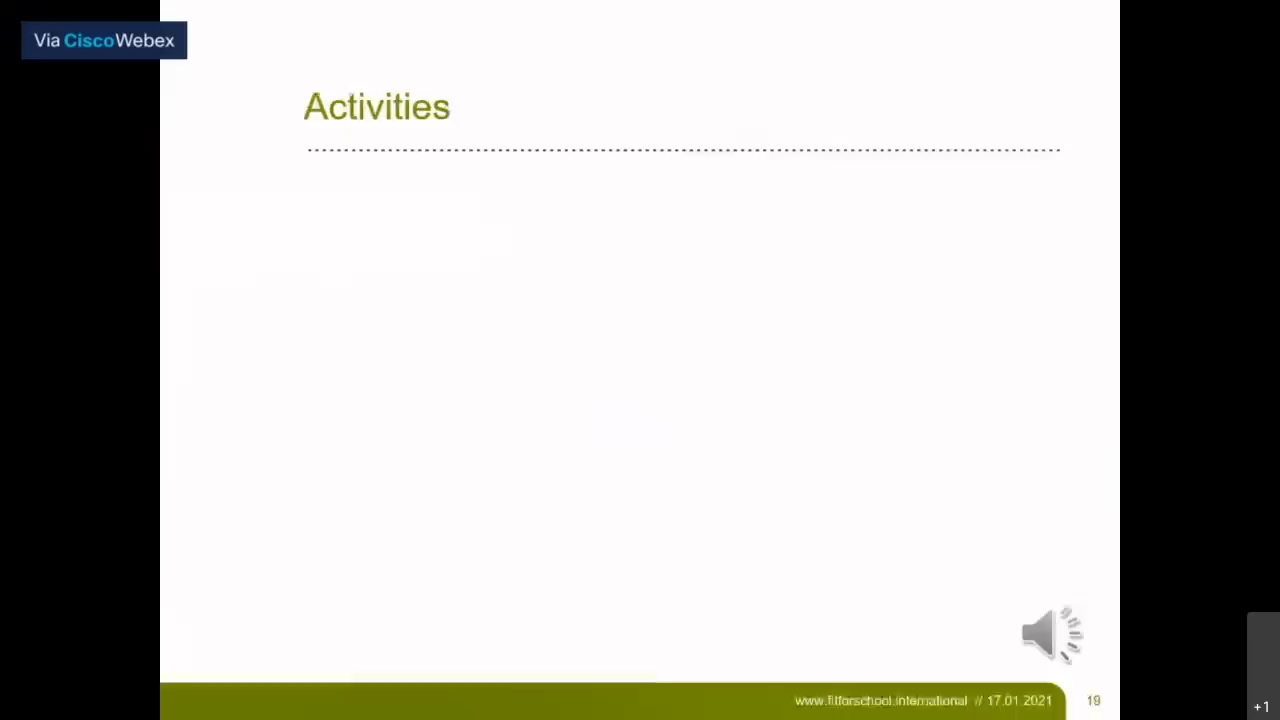 Via CiscoWebex
Activities
www.fitforschool.international // 17.01.2021
19
+1